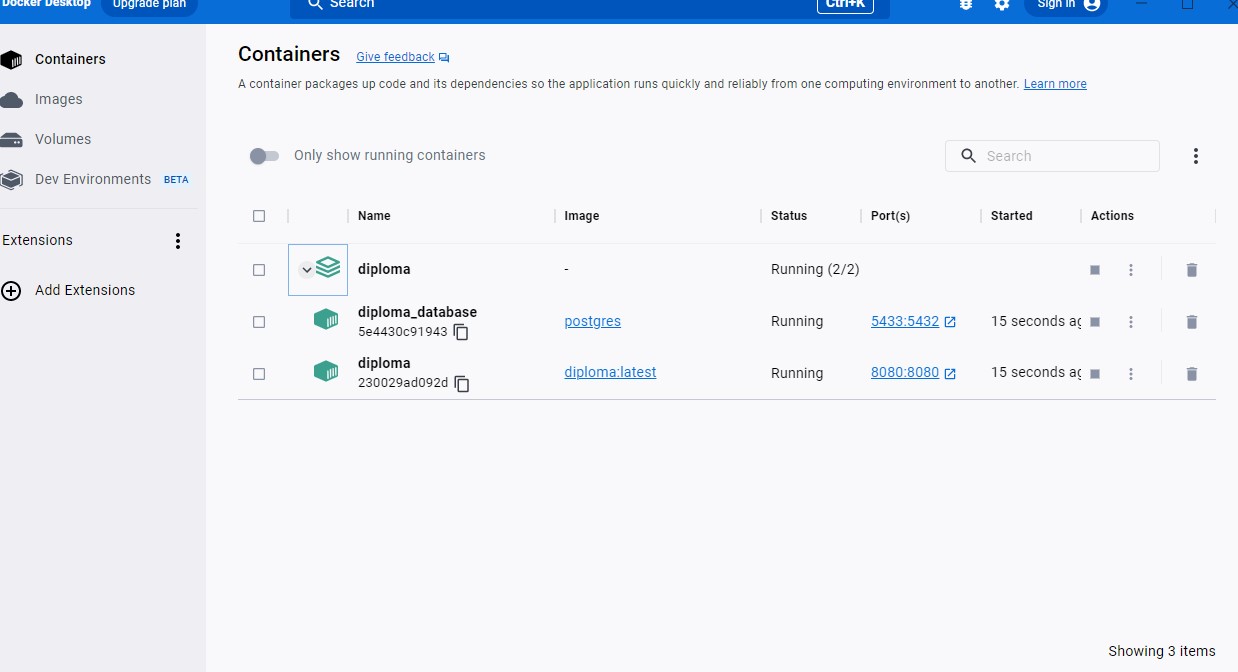 Docker Desktop Upgrade plan Search Ctrl+K Sign in
Containers
Images
Volumes
Dev Environments BETA
Extensions
Add Extensions
Containers Give feedback
A container packages up code and its dependencies so the application runs quickly and reliably from one computing environment to another. Learn more
Only show running containers Search
Name Image Status Port(s) Started Actions
diploma - Running (2/2)
diploma_database
5e4430c91943 postgres Running 5433:5432 15 seconds ag
diploma
230029ad092d diploma:latest Running 8080:8080 15 seconds ag
Showing 3 items